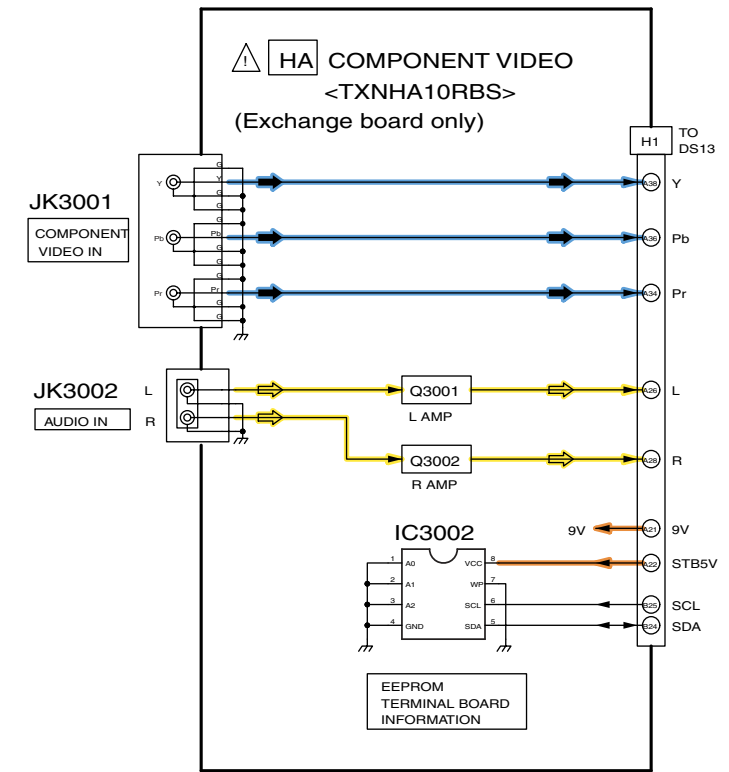 ! HA COMPONENT VIDEO
<TXNHA10RBS>
(Exchange board only)
H1
TO
DS13
JK3001
COMPONENT
VIDEO IN
G
Y Y
G
G
G
Pb Pb
G
G
G
Pr Pr
G
G
A38 Y
A36 Pb
A34 Pr
JK3002
AUDIO IN
L
R
Q3001
L AMP
A26 L
Q3002
R AMP
A28 R
9V A21 9V
IC3002
1 A0 VCC 8
A22 STB5V
2 A1 WP 7
3 A2 SCL 6
B25 SCL
4 GND SDA 5
B24 SDA
EEPROM
TERMINAL BOARD
INFORMATION